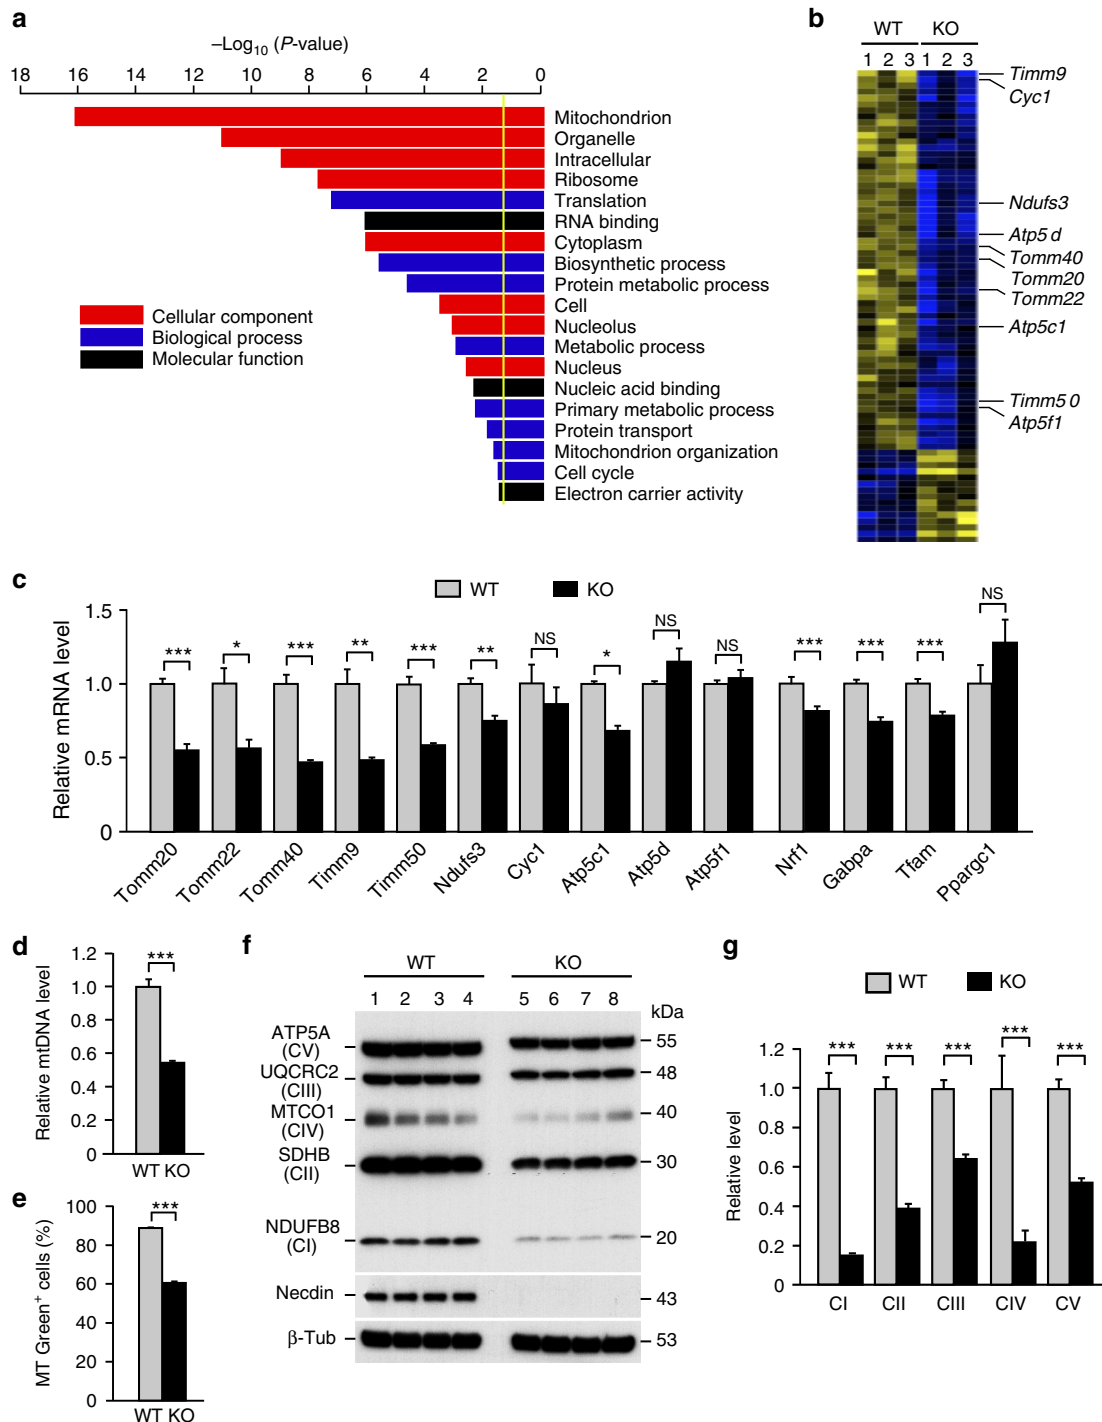 a
–Log10 (P-value)
18 16 14 12 10 8 6 4 2 0
Mitochondrion
Organelle
Intracellular
Ribosome
Translation
RNA binding
Cytoplasm
Biosynthetic process
Protein metabolic process
Cell
Nucleolus
Metabolic process
Nucleus
Nucleic acid binding
Primary metabolic process
Protein transport
Mitochondrion organization
Cell cycle
Electron carrier activity
Cellular component
Biological process
Molecular function
b
WT KO
1 2 3 1 2 3
Timm9
Cyc1
Ndufs3
Atp5d
Tomm40
Tomm20
Tomm22
Atp5c1
Timm50
Atp5f1
c
WT KO
Relative mRNA level
1.5
1.0
0.5
0
*** * *** ** *** ** NS * NS NS *** *** *** NS
Tomm20 Tomm22 Tomm40 Timm9 Timm50 Ndufs3 Cyc1 Atp5c1 Atp5d Atp5f1 Nrf1 Gabpa Tfam Ppargc1
d
Relative mtDNA level
1.2
1.0
0.8
0.6
0.4
0.2
0
***
WT KO
e
MT Green+ cells (%)
100
80
60
40
20
0
***
WT KO
f
WT KO
1 2 3 4 5 6 7 8
kDa
ATP5A
(CV)
55
UQCRC2
(CIII)
48
MTCO1
(CIV)
40
SDHB
(CII)
30
NDUFB8
(CI)
20
Necdin
43
β-Tub
53
g
WT KO
Relative level
1.2
1.0
0.8
0.6
0.4
0.2
0
*** *** *** *** ***
CI CII CIII CIV CV